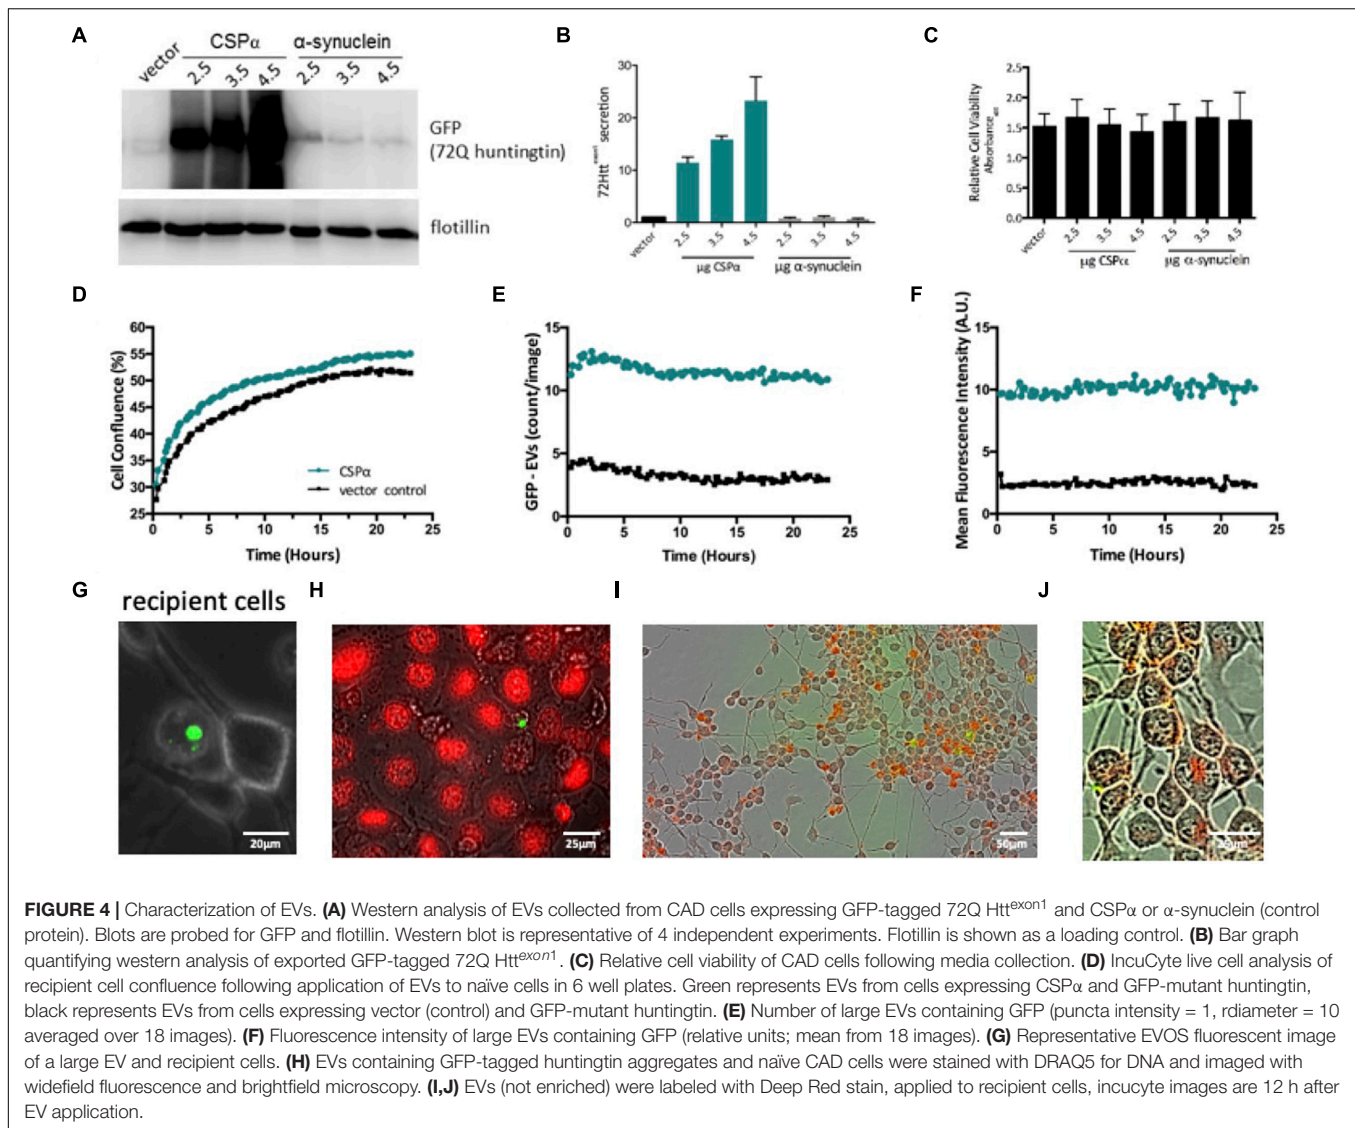 A
B
C
vector
CSPα
α-synuclein
2.5
3.5
4.5
2.5
3.5
4.5
GFP
(72Q huntingtin)
flotillin
72Htt^exon1 secretion
30
20
10
0
vector
2.5
3.5
4.5
2.5
3.5
4.5
µg CSPα
µg α-synuclein
Relative Cell Viability
Absorbance
2.5
2.0
1.5
1.0
0.5
0.0
vector
2.5
3.5
4.5
2.5
3.5
4.5
µg CSPα
µg α-synuclein
D
E
F
Cell Confluence (%)
60
55
50
45
40
35
30
25
0
5
10
15
20
25
CSPα
vector control
Time (Hours)
GFP - EVs (count/image)
15
10
5
0
0
5
10
15
20
25
Time (Hours)
Mean Fluorescence Intensity (A.U.)
15
10
5
0
0
5
10
15
20
25
Time (Hours)
G
recipient cells
H
I
J
20µm
25µm
50µm
25µm
FIGURE 4 | Characterization of EVs. (A) Western analysis of EVs collected from CAD cells expressing GFP-tagged 72Q Htt^exon1 and CSPα or α-synuclein (control
protein). Blots are probed for GFP and flotillin. Western blot is representative of 4 independent experiments. Flotillin is shown as a loading control. (B) Bar graph
quantifying western analysis of exported GFP-tagged 72Q Htt^exon1. (C) Relative cell viability of CAD cells following media collection. (D) IncuCyte live cell analysis of
recipient cell confluence following application of EVs to naïve cells in 6 well plates. Green represents EVs from cells expressing CSPα and GFP-mutant huntingtin,
black represents EVs from cells expressing vector (control) and GFP-mutant huntingtin. (E) Number of large EVs containing GFP (puncta intensity = 1, rdiameter = 10
averaged over 18 images). (F) Fluorescence intensity of large EVs containing GFP (relative units; mean from 18 images). (G) Representative EVOS fluorescent image
of a large EV and recipient cells. (H) EVs containing GFP-tagged huntingtin aggregates and naïve CAD cells were stained with DRAQ5 for DNA and imaged with
widefield fluorescence and brightfield microscopy. (I,J) EVs (not enriched) were labeled with Deep Red stain, applied to recipient cells, incucyte images are 12 h after
EV application.